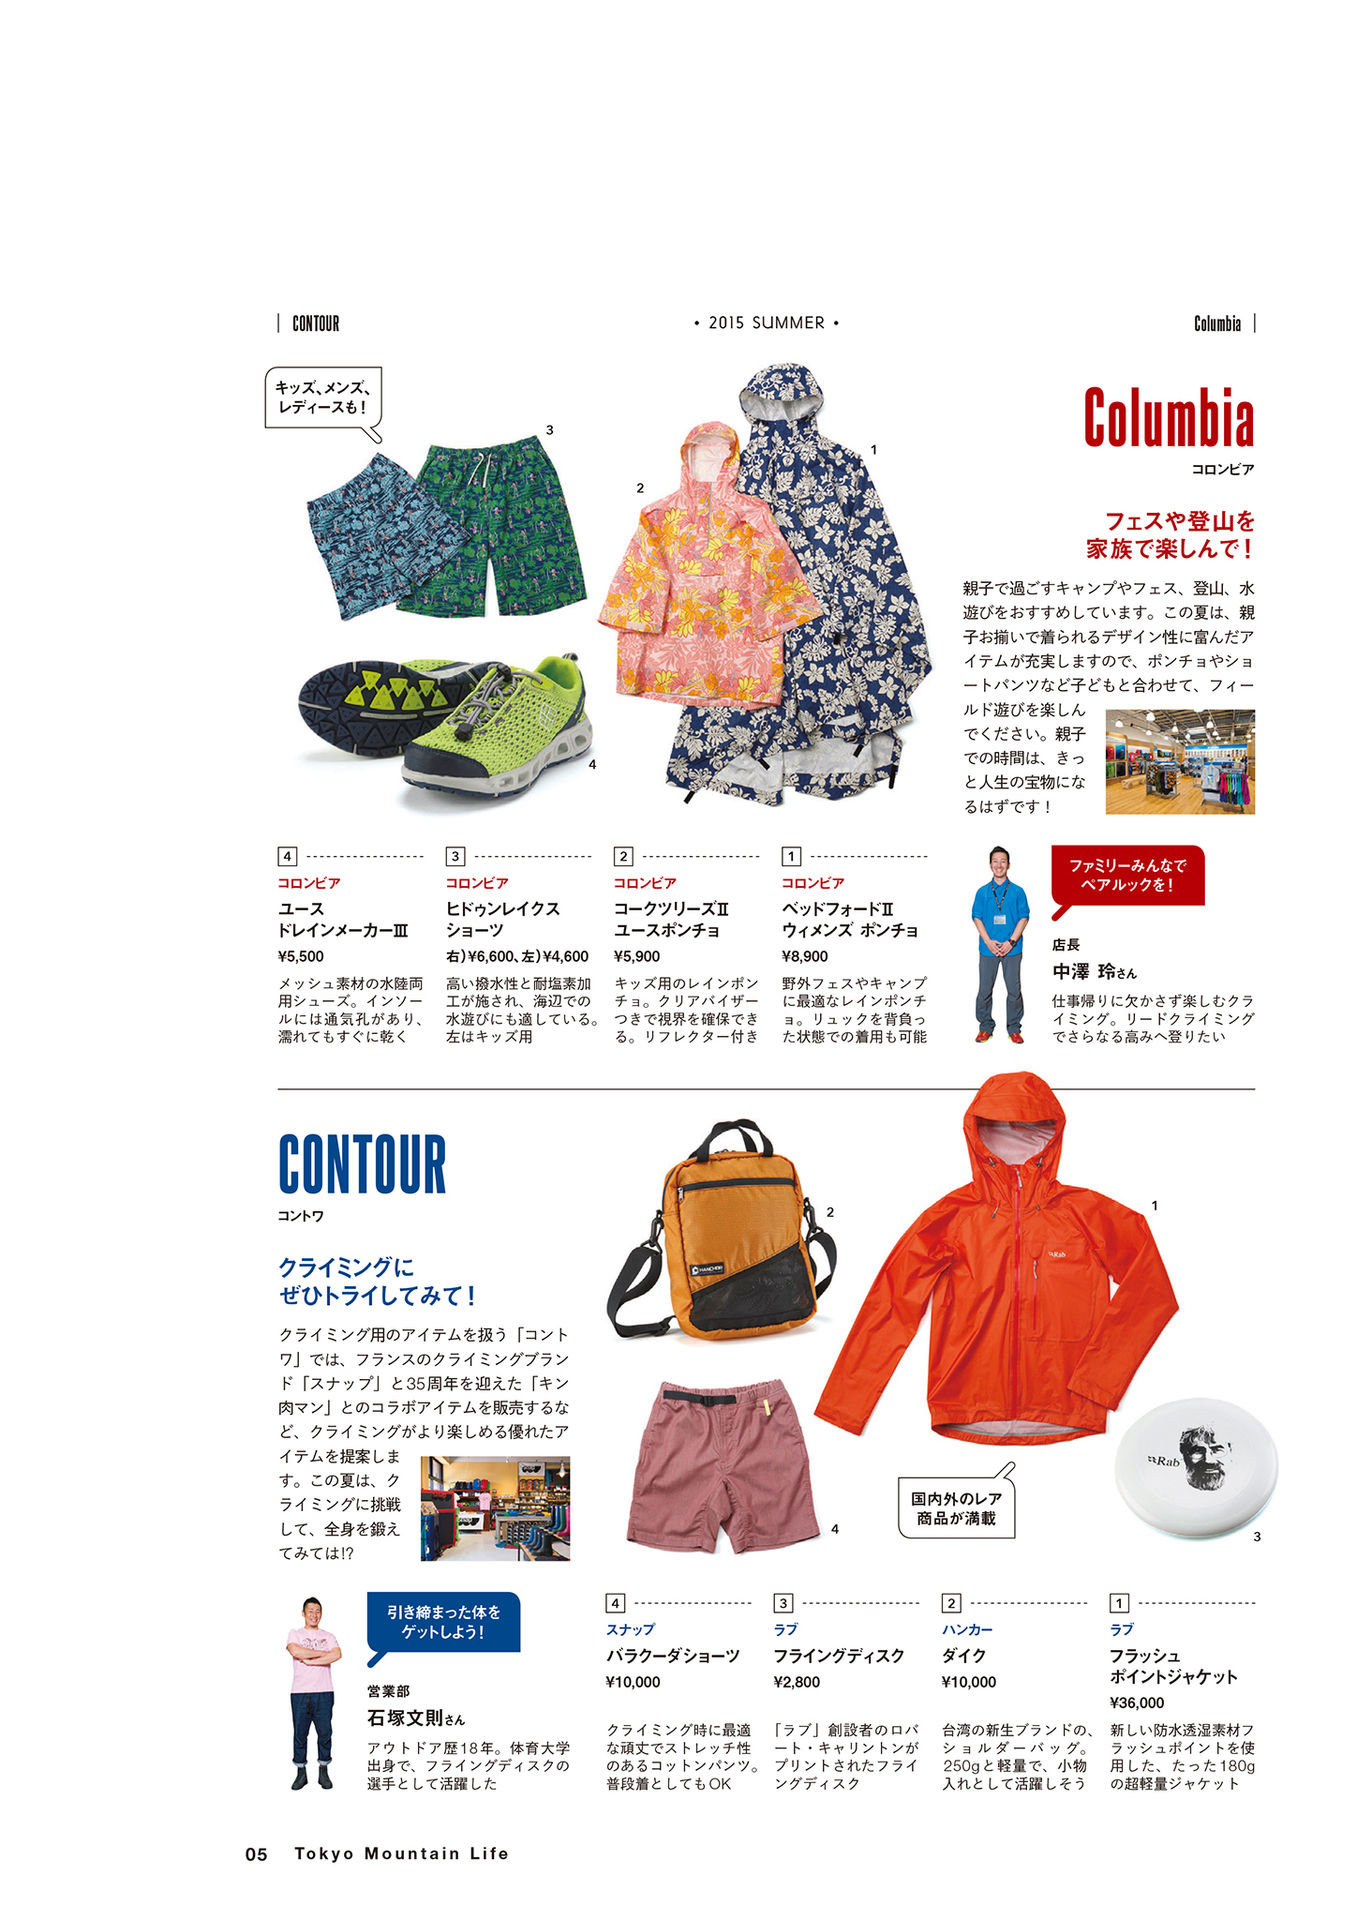 CONTOUR
• 2015 SUMMER •
Columbia
キッズ、メンズ、
レディースも！
3
2
1
4
Columbia
コロンビア
フェスや登山を
家族で楽しんで！
親子で過ごすキャンプやフェス、登山、水
遊びをおすすめしています。この夏は、親
子お揃いで着られるデザイン性に富んだア
イテムが充実しますので、ポンチョやショ
ートパンツなど子どもと合わせて、フィー
ルド遊びを楽しん
でください。親子
での時間は、きっ
と人生の宝物にな
るはずです！
4
コロンビア
ユース
ドレインメーカーⅢ
¥5,500
メッシュ素材の水陸両
用シューズ。インソー
ルには通気孔があり、
濡れてもすぐに乾く
3
コロンビア
ヒドゥンレイクス
ショーツ
右）¥6,600、左）¥4,600
高い撥水性と耐塩素加
工が施され、海辺での
水遊びにも適している。
左はキッズ用
2
コロンビア
コークツリーズⅡ
ユースポンチョ
¥5,900
キッズ用のレインポン
チョ。クリアバイザー
つきで視界を確保でき
る。リフレクター付き
1
コロンビア
ベッドフォードⅡ
ウィメンズ ポンチョ
¥8,900
野外フェスやキャンプ
に最適なレインポンチ
ョ。リュックを背負っ
た状態での着用も可能
ファミリーみんなで
ペアルックを！
店長
中澤 玲さん
仕事帰りに欠かさず楽しむクラ
イミング。リードクライミング
でさらなる高みへ登りたい
CONTOUR
コントワ
クライミングに
ぜひトライしてみて！
クライミング用のアイテムを扱う「コント
ワ」では、フランスのクライミングブラン
ド「スナップ」と35周年を迎えた「キン
肉マン」とのコラボアイテムを販売するな
ど、クライミングがより楽しめる優れたア
イテムを提案しま
す。この夏は、ク
ライミングに挑戦
して、全身を鍛え
てみては!?
2
HANCHOR
1
Rab
4
国内外のレア
商品が満載
Rab
3
引き締まった体を
ゲットしよう！
営業部
石塚文則さん
アウトドア歴18年。体育大学
出身で、フライングディスクの
選手として活躍した
4
スナップ
バラクーダショーツ
¥10,000
クライミング時に最適
な頑丈でストレッチ性
のあるコットンパンツ。
普段着としてもOK
3
ラブ
フライングディスク
¥2,800
「ラブ」創設者のロバ
ート・キャリントンが
プリントされたフライ
ングディスク
2
ハンカー
ダイク
¥10,000
台湾の新生ブランドの、
ショルダーバッグ。
250gと軽量で、小物
入れとして活躍しそう
1
ラブ
フラッシュ
ポイントジャケット
¥36,000
新しい防水透湿素材フ
ラッシュポイントを使
用した、たった180g
の超軽量ジャケット
05 Tokyo Mountain Life